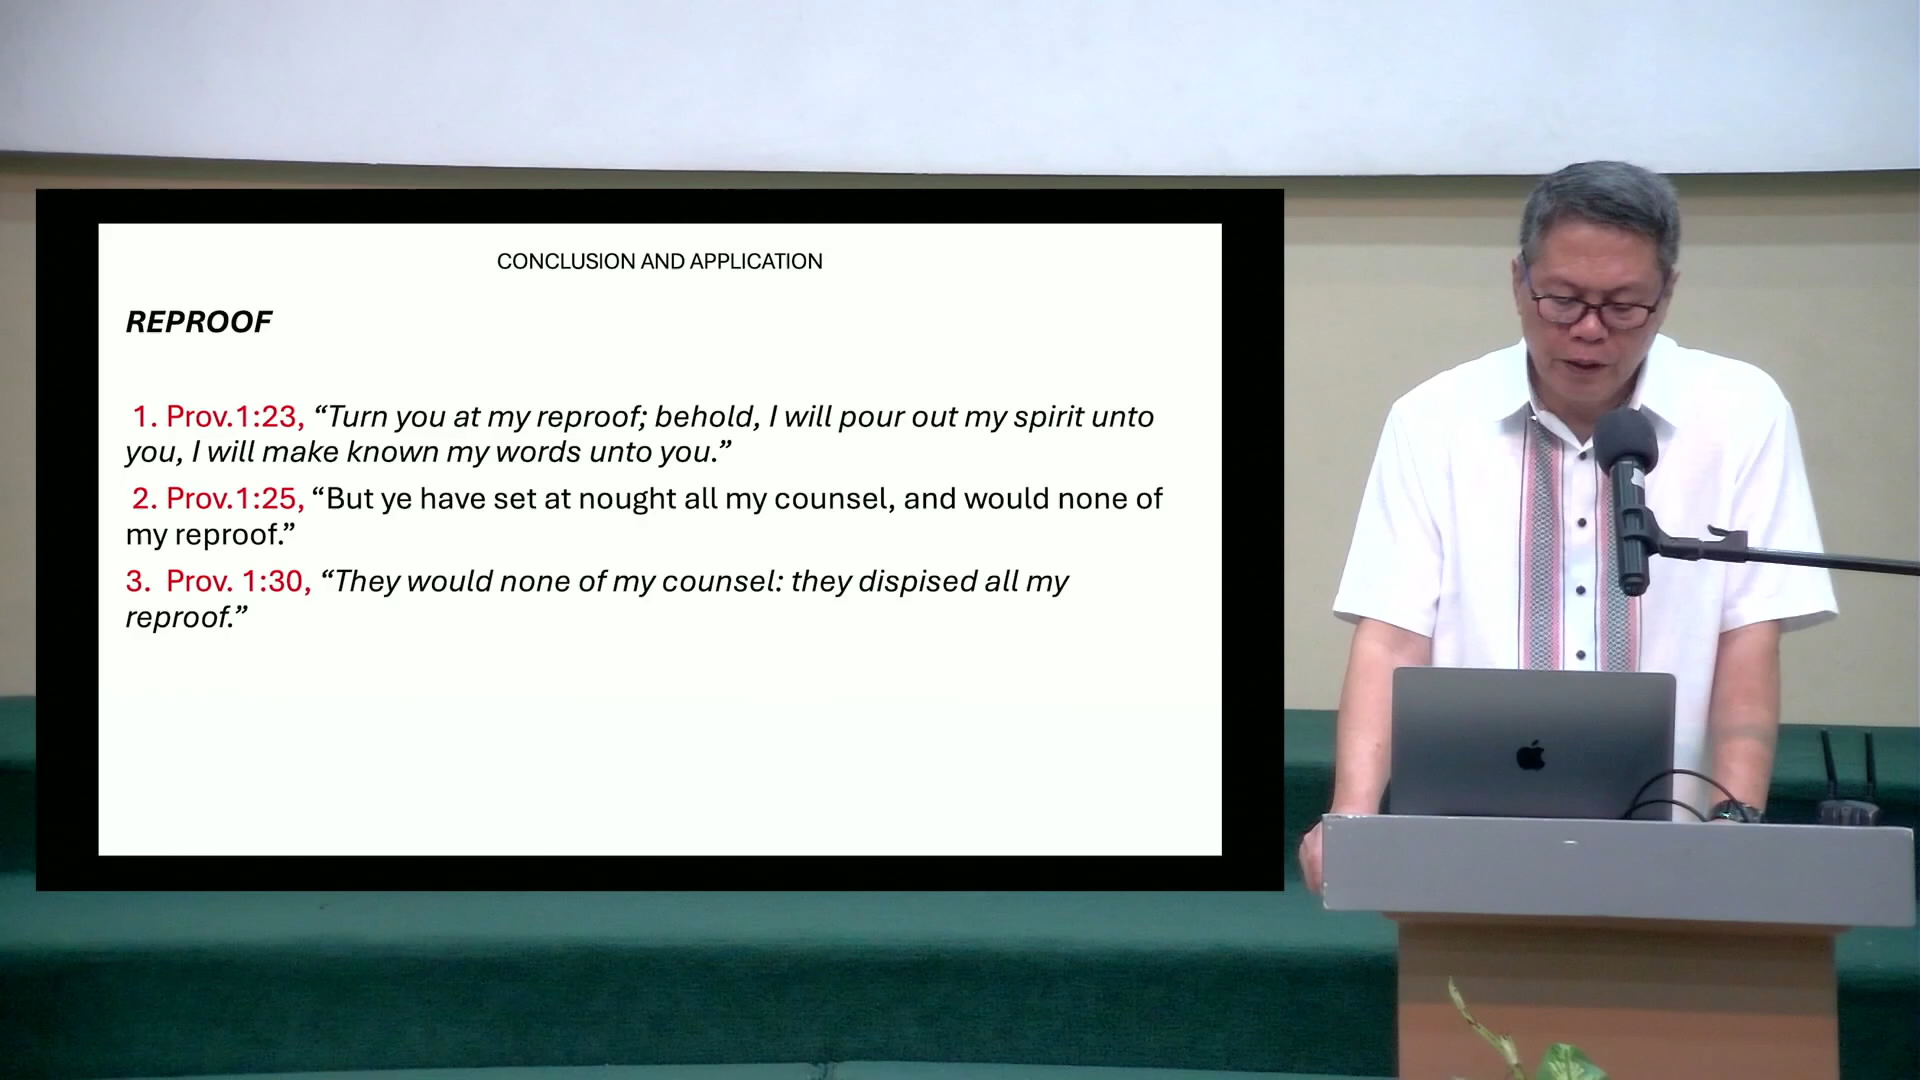 CONCLUSION AND APPLICATION
REPROOF
1. Prov.1:23, “Turn you at my reproof; behold, I will pour out my spirit unto
you, I will make known my words unto you.”
2. Prov.1:25, “But ye have set at nought all my counsel, and would none of
my reproof.”
3. Prov. 1:30, “They would none of my counsel: they dispised all my
reproof.”